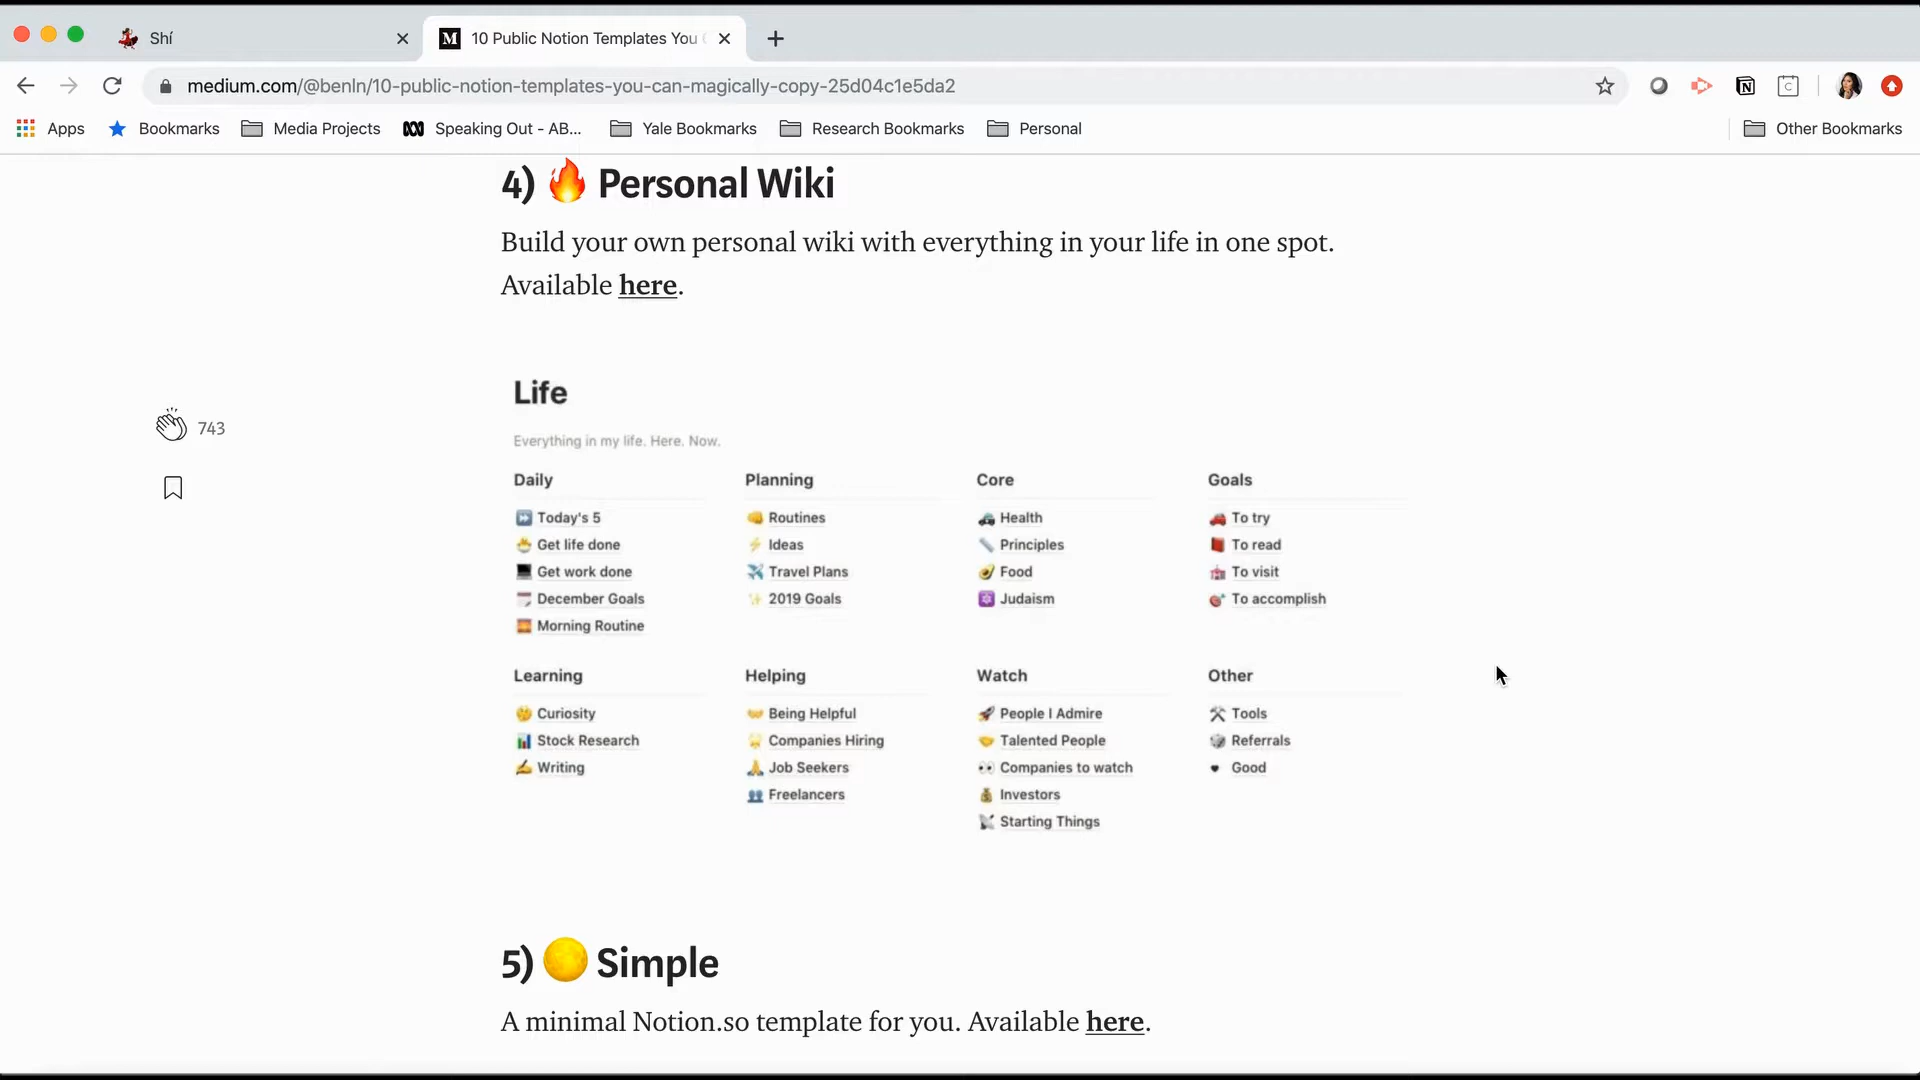 Shí
10 Public Notion Templates You
medium.com/@benln/10-public-notion-templates-you-can-magically-copy-25d04c1e5da2
Apps Bookmarks Media Projects Speaking Out - AB... Yale Bookmarks Research Bookmarks Personal Other Bookmarks
4) 🔥 Personal Wiki
Build your own personal wiki with everything in your life in one spot.
Available here.
743
Life
Everything in my life. Here. Now.
Daily
Today's 5
Get life done
Get work done
December Goals
Morning Routine
Planning
Routines
Ideas
Travel Plans
2019 Goals
Core
Health
Principles
Food
Judaism
Goals
To try
To read
To visit
To accomplish
Learning
Curiosity
Stock Research
Writing
Helping
Being Helpful
Companies Hiring
Job Seekers
Freelancers
Watch
People I Admire
Talented People
Companies to watch
Investors
Starting Things
Other
Tools
Referrals
Good
5) 🌕 Simple
A minimal Notion.so template for you. Available here.